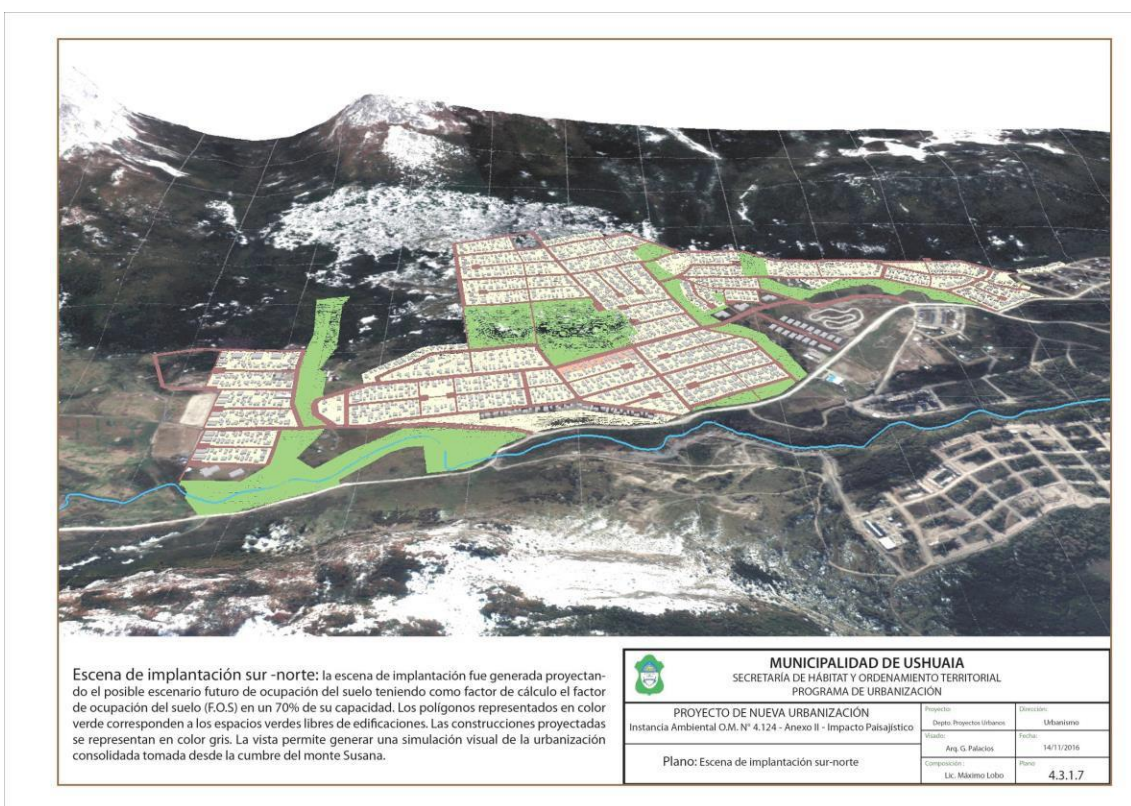 Escena de implantación sur -norte: la escena de implantación fue generada proyectan-
do el posible escenario futuro de ocupación del suelo teniendo como factor de cálculo el factor
de ocupación del suelo (F.O.S) en un 70% de su capacidad. Los polígonos representados en color
verde corresponden a los espacios verdes libres de edificaciones. Las construcciones proyectadas
se representan en color gris. La vista permite generar una simulación visual de la urbanización
consolidada tomada desde la cumbre del monte Susana.
MUNICIPALIDAD DE USHUAIA
SECRETARÍA DE HÁBITAT Y ORDENAMIENTO TERRITORIAL
PROGRAMA DE URBANIZACIÓN
PROYECTO DE NUEVA URBANIZACIÓN
Instancia Ambiental O.M. N° 4.124 - Anexo II - Impacto Paisajístico
Plano: Escena de implantación sur-norte
Proyecto:
Depto. Proyectos Urbanos
Dirección:
Urbanismo
Visado:
Arq. G. Palacios
Fecha:
14/11/2016
Composición:
Lic. Máximo Lobo
Plano:
4.3.1.7